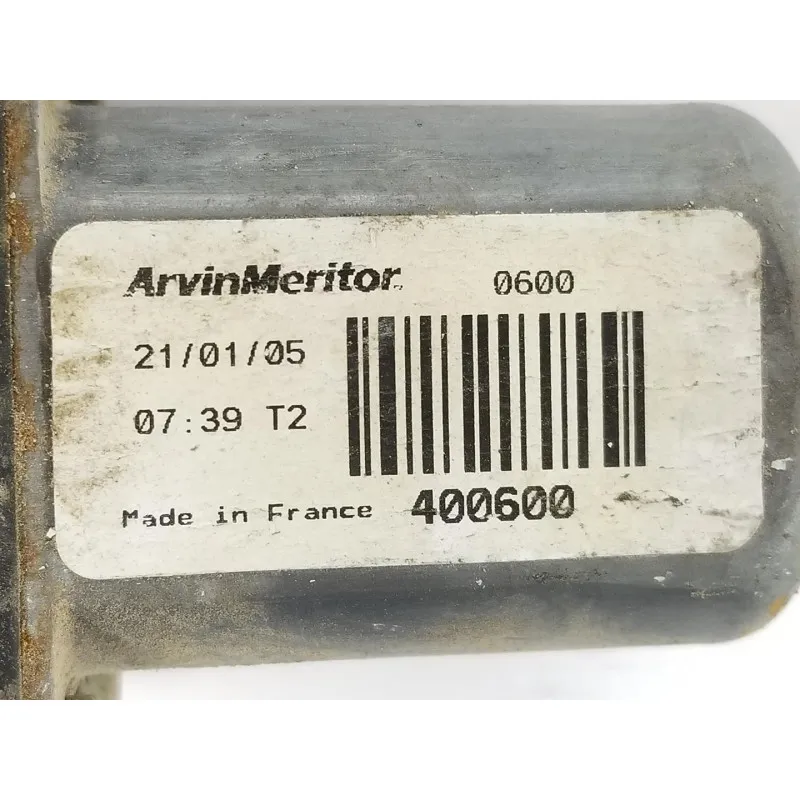 ArvinMeritor 0600
21/01/05
07:39 T2
Made in France 400600